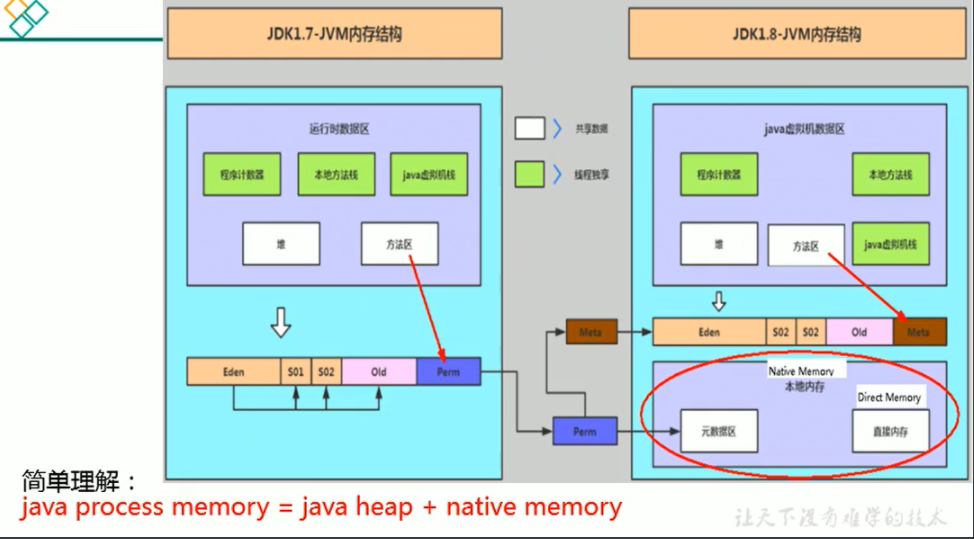 JDK1.7-JVM内存结构
JDK1.8-JVM内存结构
运行时数据区
程序计数器
本地方法栈
java虚拟机栈
堆
方法区
共享数据
线程独享
java虚拟机数据区
程序计数器
本地方法栈
堆
方法区
java虚拟机栈
Eden
S01
S02
Old
Perm
Meta
Perm
Eden
S02
S02
Old
Meta
Native Memory
本地内存
Direct Memory
元数据区
直接内存
简单理解：
java process memory = java heap + native memory
让天下没有难学的技术